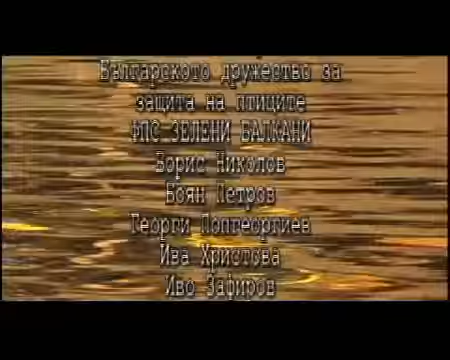 Българското дружество за
защита на птиците
ФПС ЗЕЛЕНИ БАЛКАНИ
Борис Николов
Боян Петров
Георги Попгеоргиев
Ива Христова
Иво Зафиров